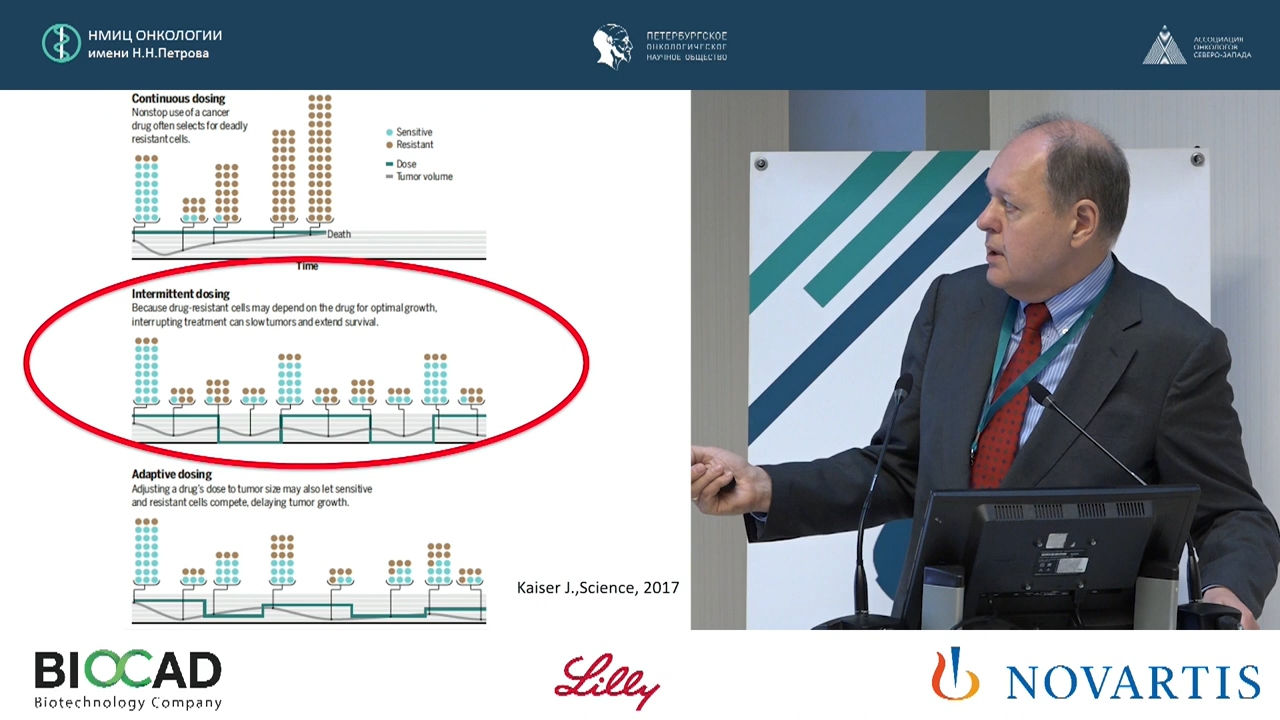 НМИЦ ОНКОЛОГИИ
имени Н.Н.Петрова
ПЕТЕРБУРГСКОЕ
ОНКОЛОГИЧЕСКОЕ
НАУЧНОЕ ОБЩЕСТВО
АССОЦИАЦИЯ
ОНКОЛОГОВ
СЕВЕРО-ЗАПАДА
Continuous dosing
Nonstop use of a cancer
drug often selects for deadly
resistant cells.
Sensitive
Resistant
Dose
Tumor volume
Death
Time
Intermittent dosing
Because drug-resistant cells may depend on the drug for optimal growth,
interrupting treatment can slow tumors and extend survival.
Adaptive dosing
Adjusting a drug's dose to tumor size may also let sensitive
and resistant cells compete, delaying tumor growth.
Kaiser J.,Science, 2017
BIOCAD
Biotechnology Company
Lilly
NOVARTIS